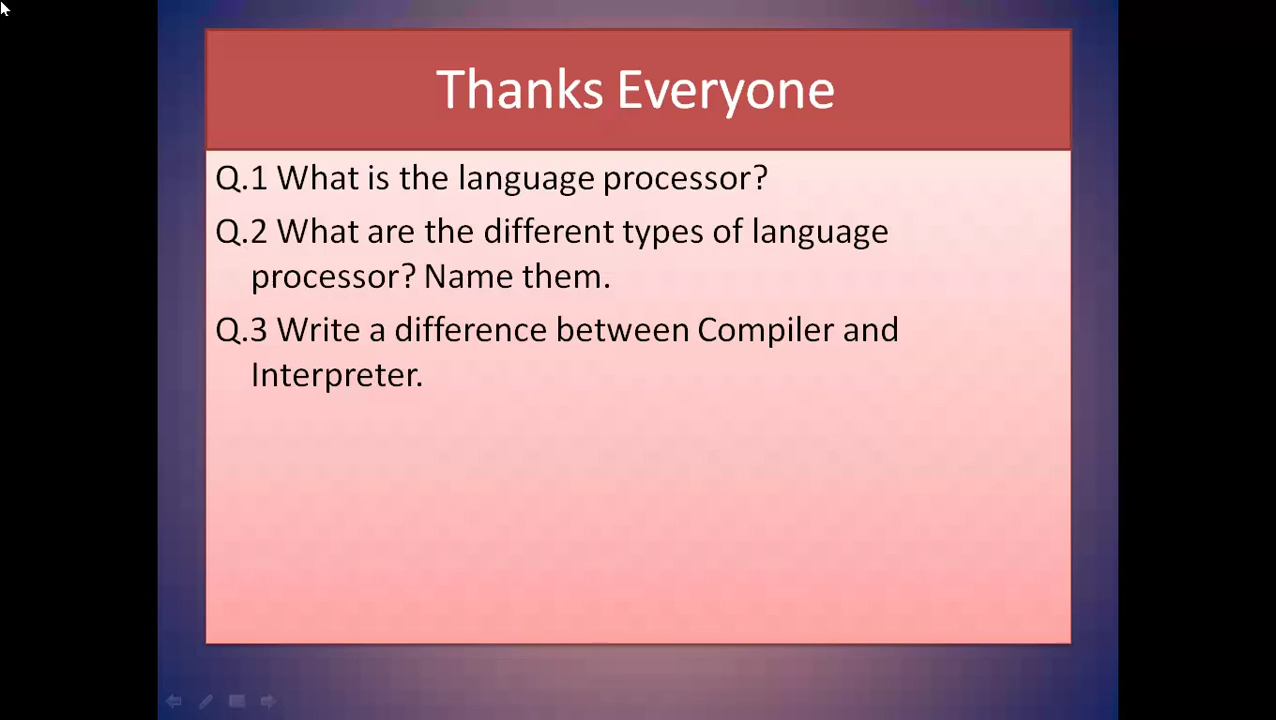 Thanks Everyone
Q.1 What is the language processor?
Q.2 What are the different types of language
processor? Name them.
Q.3 Write a difference between Compiler and
Interpreter.